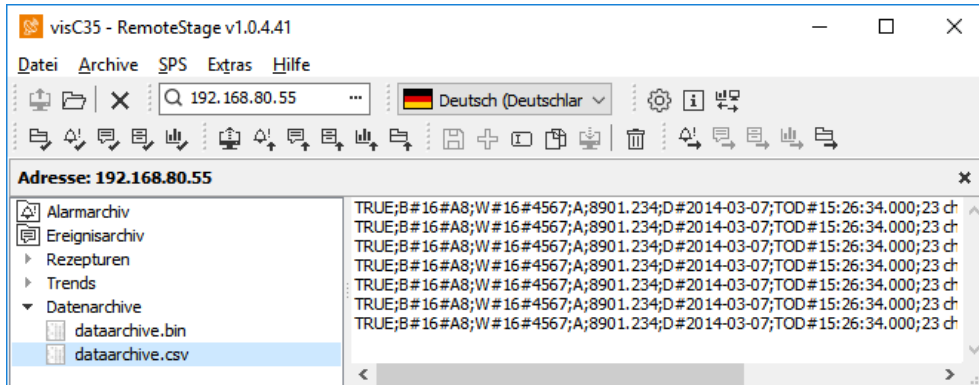 visC35 - RemoteStage v1.0.4.41
Datei Archive SPS Extras Hilfe
192.168.80.55 ... Deutsch (Deutschlar
Adresse: 192.168.80.55
Alarmarchiv
Ereignisarchiv
Rezepturen
Trends
Datenarchive
dataarchive.bin
dataarchive.csv
TRUE;B#16#A8;W#16#4567;A;8901.234;D#2014-03-07;TOD#15:26:34.000;23 ch
TRUE;B#16#A8;W#16#4567;A;8901.234;D#2014-03-07;TOD#15:26:34.000;23 ch
TRUE;B#16#A8;W#16#4567;A;8901.234;D#2014-03-07;TOD#15:26:34.000;23 ch
TRUE;B#16#A8;W#16#4567;A;8901.234;D#2014-03-07;TOD#15:26:34.000;23 ch
TRUE;B#16#A8;W#16#4567;A;8901.234;D#2014-03-07;TOD#15:26:34.000;23 ch
TRUE;B#16#A8;W#16#4567;A;8901.234;D#2014-03-07;TOD#15:26:34.000;23 ch
TRUE;B#16#A8;W#16#4567;A;8901.234;D#2014-03-07;TOD#15:26:34.000;23 ch